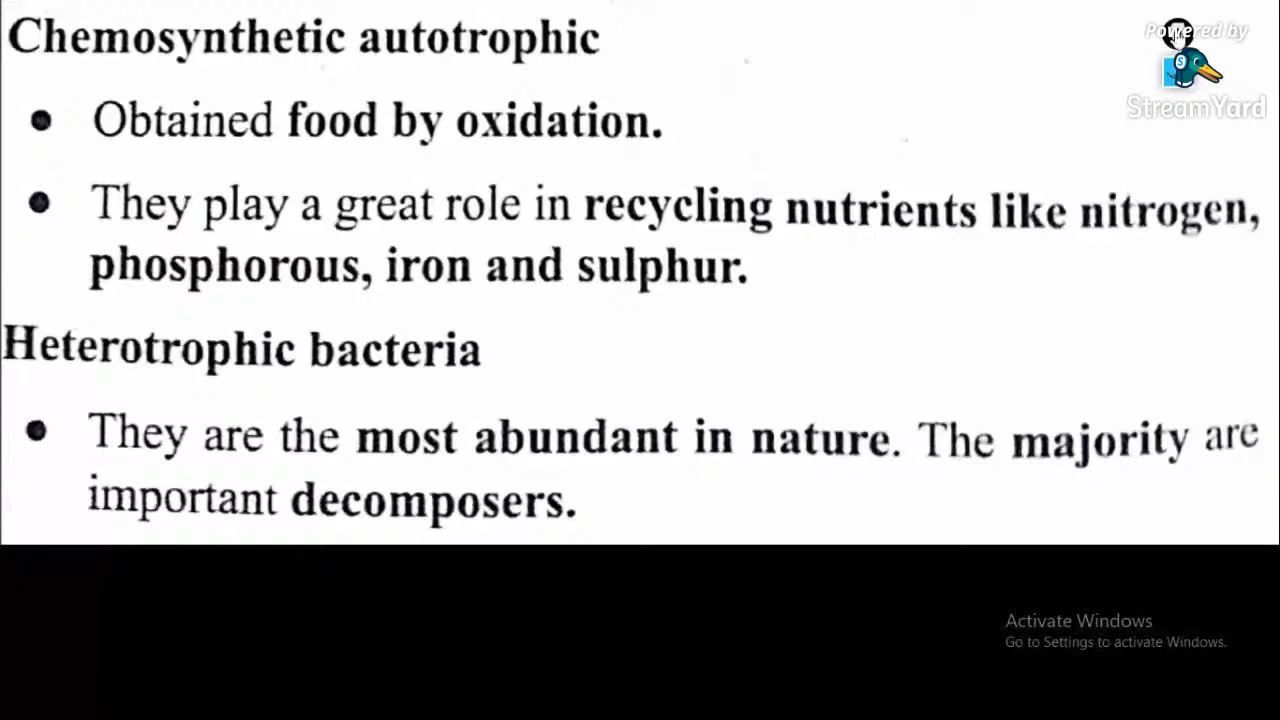 Chemosynthetic autotrophic
Powered by
StreamYard
• Obtained food by oxidation.
• They play a great role in recycling nutrients like nitrogen,
phosphorous, iron and sulphur.
Heterotrophic bacteria
• They are the most abundant in nature. The majority are
important decomposers.
Activate Windows
Go to Settings to activate Windows.